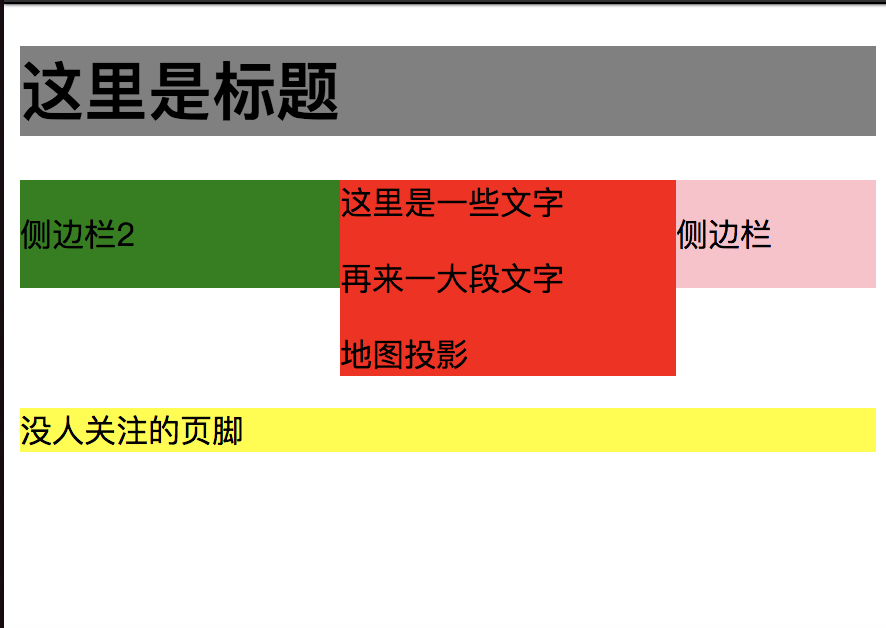 这里是标题
侧边栏2
这里是一些文字
再来一大段文字
地图投影
侧边栏
没人关注的页脚